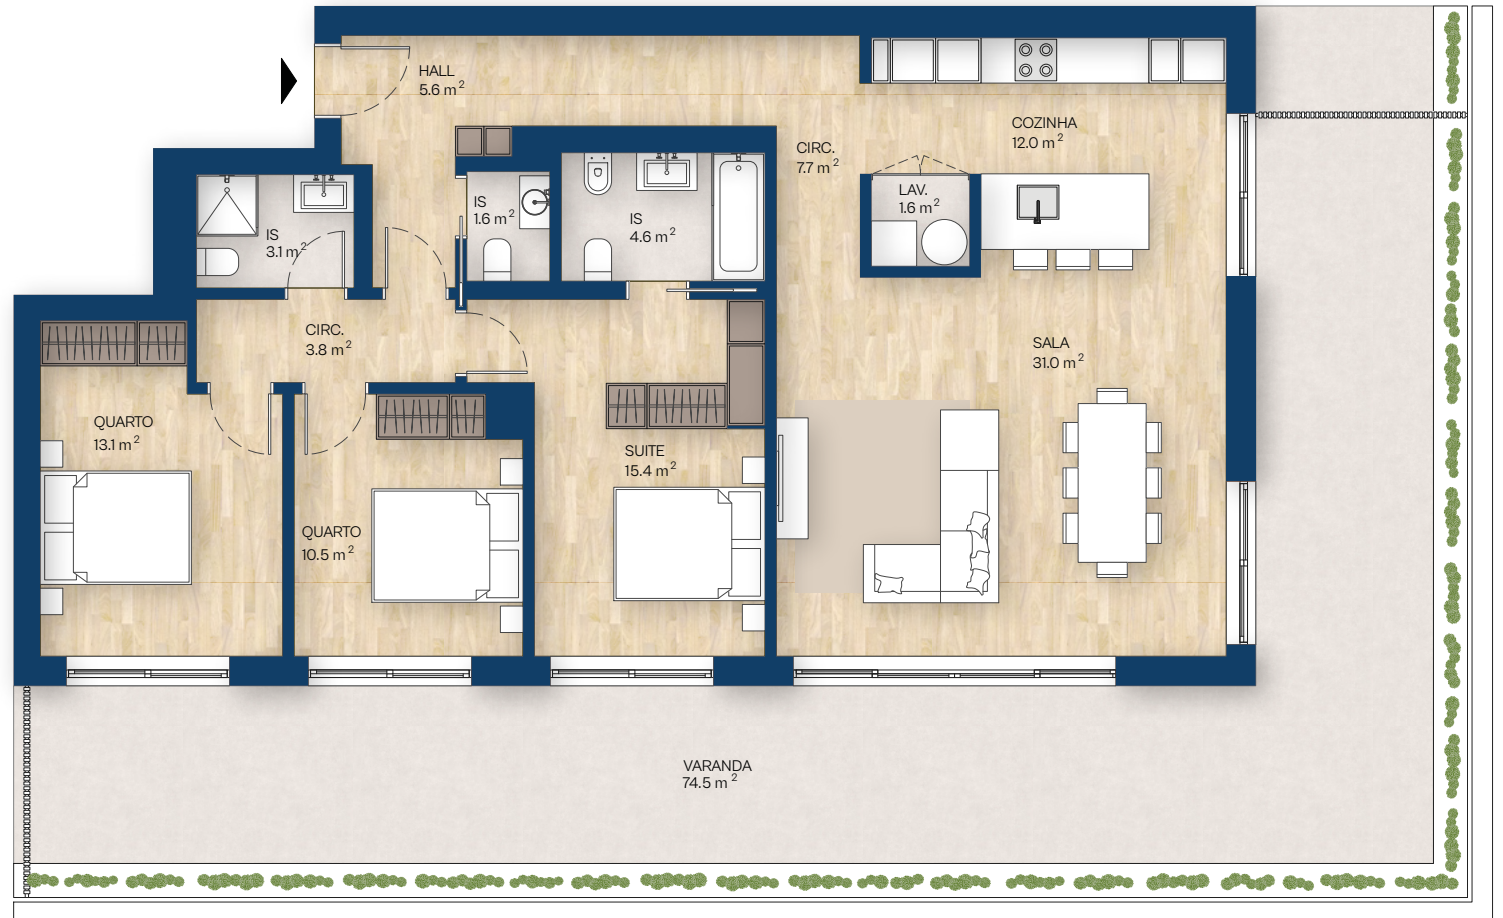 HALL
5.6 m²
COZINHA
12.0 m²
CIRC.
7.7 m²
LAV.
1.6 m²
IS
1.6 m²
IS
4.6 m²
IS
3.1 m²
CIRC.
3.8 m²
SALA
31.0 m²
QUARTO
13.1 m²
SUITE
15.4 m²
QUARTO
10.5 m²
VARANDA
74.5 m²